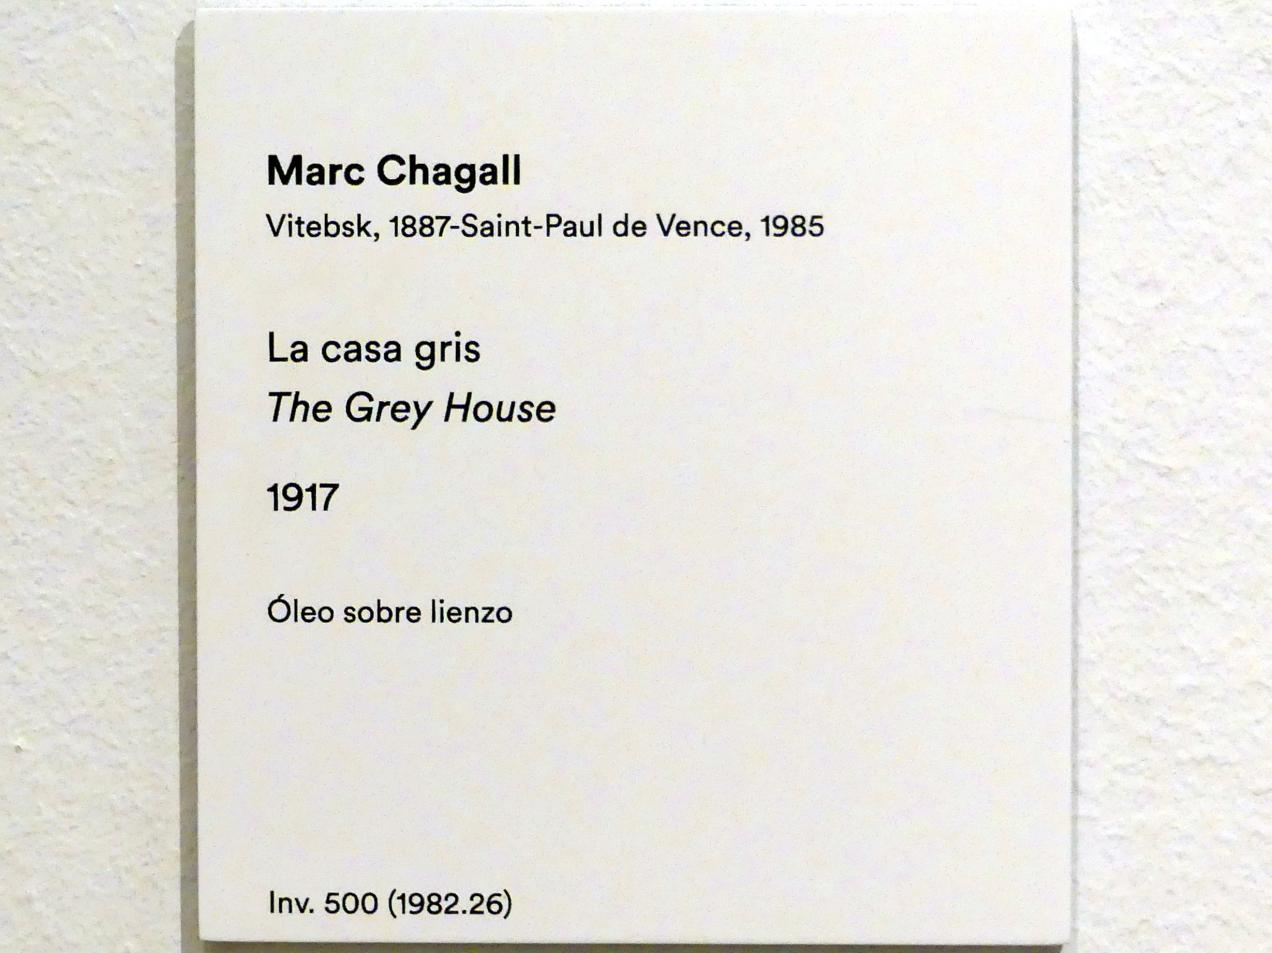 Marc Chagall
Vitebsk, 1887-Saint-Paul de Vence, 1985
La casa gris
The Grey House
1917
Óleo sobre lienzo
Inv. 500 (1982.26)